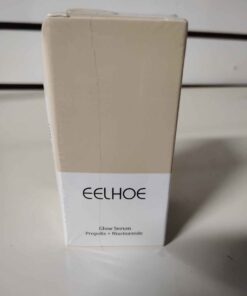 EELHOE
Glow Serum
Propolis + Niacinamide